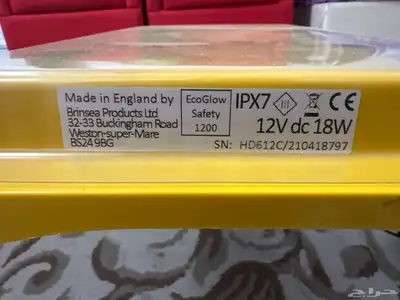 Made in England by
Brinsea Products Ltd
32-33 Buckingham Road
Weston-super-Mare
BS24 9BG
EcoGlow
Safety
1200
IPX7
CE
12V dc 18W
SN: HD612C/210418797
حراج